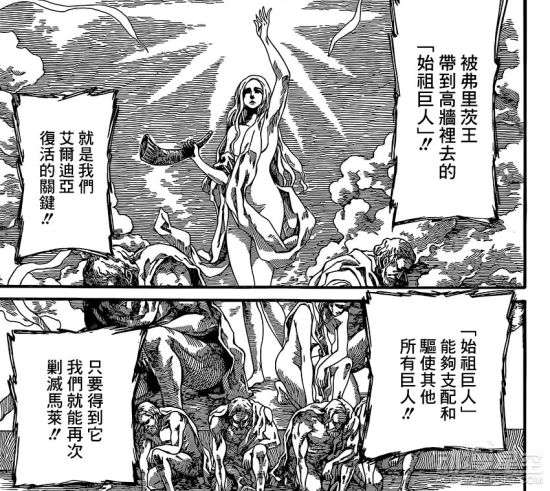 被弗里茨王
帶到高牆裡去的
「始祖巨人」!!
就是我們
艾爾迪亞
復活的關鍵!!
「始祖巨人」
能夠支配和
驅使其他
所有巨人!!
只要得到它
我們就能再次
剿滅馬萊!!